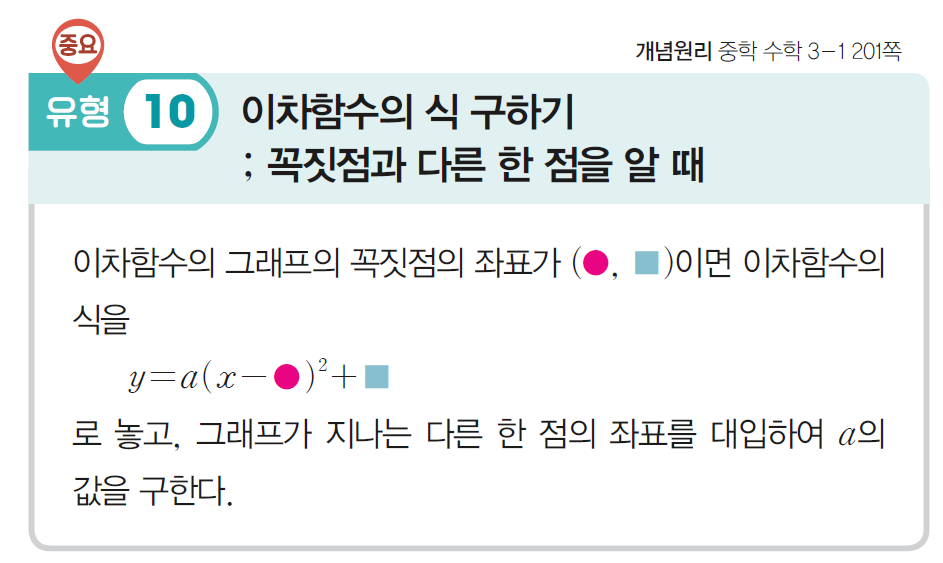 중요
개념원리 중학 수학 3-1 201쪽
유형 10 이차함수의 식 구하기
; 꼭짓점과 다른 한 점을 알 때
이차함수의 그래프의 꼭짓점의 좌표가 (●, ■)이면 이차함수의
식을
y=a(x-●)²+■
로 놓고, 그래프가 지나는 다른 한 점의 좌표를 대입하여 a의
값을 구한다.